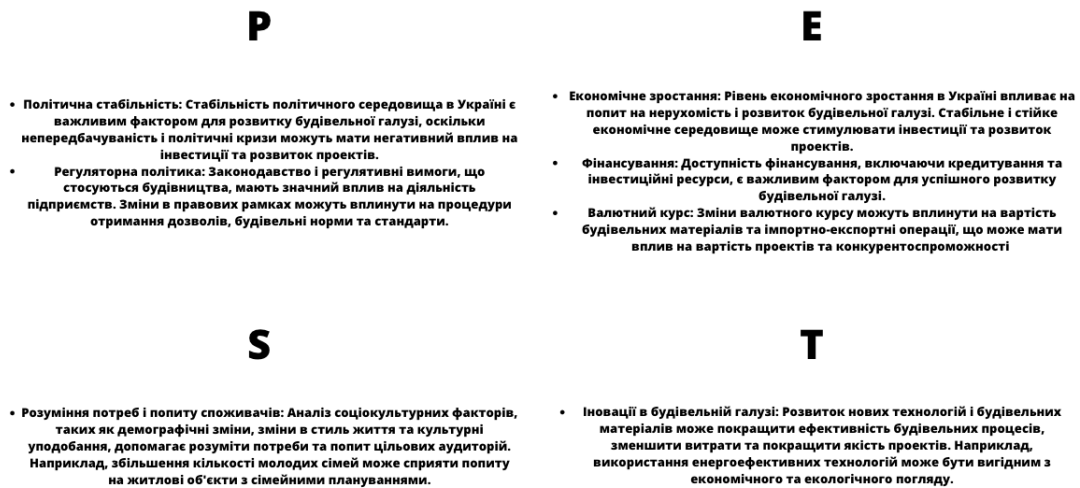 P
• Політична стабільність: Стабільність політичного середовища в Україні є
важливим фактором для розвитку будівельної галузі, оскільки
непередбачуваність і політичні кризи можуть мати негативний вплив на
інвестиції та розвиток проектів.
• Регуляторна політика: Законодавство і регулятивні вимоги, що
стосуються будівництва, мають значний вплив на діяльність
підприємств. Зміни в правових рамках можуть вплинути на процедури
отримання дозволів, будівельні норми та стандарти.
E
• Економічне зростання: Рівень економічного зростання в Україні впливає на
попит на нерухомість і розвиток будівельної галузі. Стабільне і стійке
економічне середовище може стимулювати інвестиції та розвиток
проектів.
• Фінансування: Доступність фінансування, включаючи кредитування та
інвестиційні ресурси, є важливим фактором для успішного розвитку
будівельної галузі.
• Валютний курс: Зміни валютного курсу можуть вплинути на вартість
будівельних матеріалів та імпортно-експортні операції, що може мати
вплив на вартість проектів та конкурентоспроможності
S
• Розуміння потреб і попиту споживачів: Аналіз соціокультурних факторів,
таких як демографічні зміни, зміни в стиль життя та культурні
уподобання, допомагає розуміти потреби та попит цільових аудиторій.
Наприклад, збільшення кількості молодих сімей може сприяти попиту
на житлові об'єкти з сімейними плануваннями.
T
• Іновації в будівельній галузі: Розвиток нових технологій і будівельних
матеріалів може покращити ефективність будівельних процесів,
зменшити витрати та покращити якість проектів. Наприклад,
використання енергоефективних технологій може бути вигідним з
економічного та екологічного погляду.